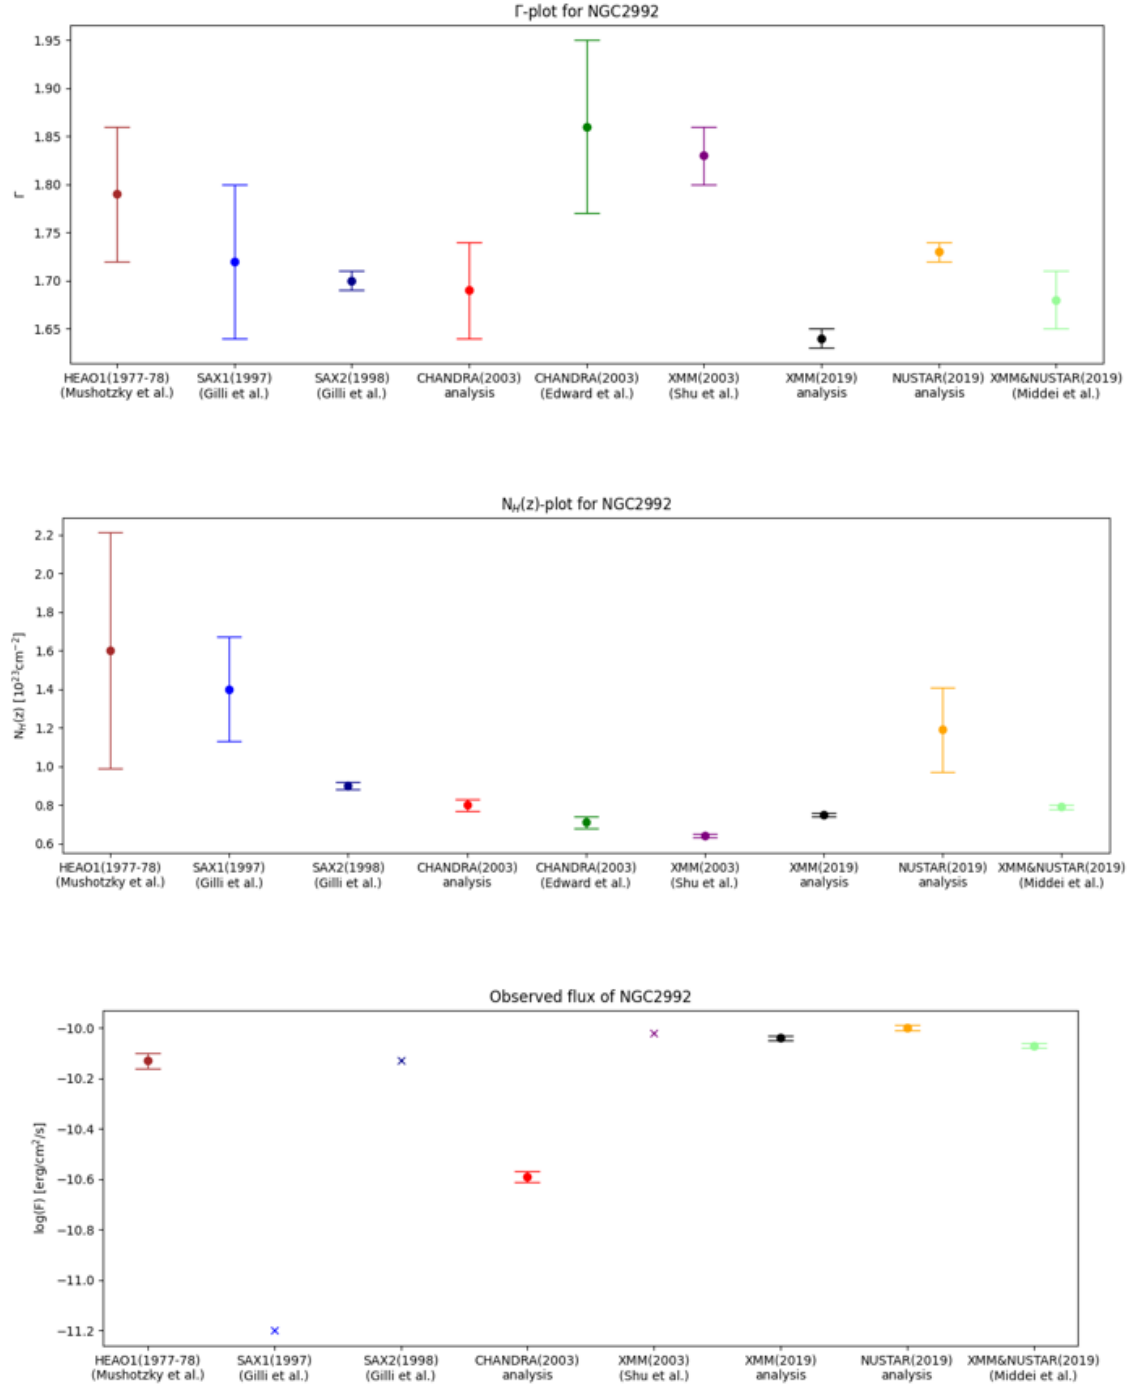 Γ-plot for NGC2992
1.95
1.90
1.85
1.80
1.75
1.70
1.65
Γ
HEAO1(1977-78) SAX1(1997) SAX2(1998) CHANDRA(2003) CHANDRA(2003) XMM(2003) XMM(2019) NUSTAR(2019) XMM&NUSTAR(2019)
(Mushotzky et al.) (Gilli et al.) (Gilli et al.) analysis (Edward et al.) (Shu et al.) analysis analysis (Middei et al.)
N_H(z)-plot for NGC2992
2.2
2.0
1.8
1.6
1.4
1.2
1.0
0.8
0.6
N_H(z) [10^23cm^−2]
HEAO1(1977-78) SAX1(1997) SAX2(1998) CHANDRA(2003) CHANDRA(2003) XMM(2003) XMM(2019) NUSTAR(2019) XMM&NUSTAR(2019)
(Mushotzky et al.) (Gilli et al.) (Gilli et al.) analysis (Edward et al.) (Shu et al.) analysis analysis (Middei et al.)
Observed flux of NGC2992
−10.0
−10.2
−10.4
−10.6
−10.8
−11.0
−11.2
log(F) [erg/cm^2/s]
HEAO1(1977-78) SAX1(1997) SAX2(1998) CHANDRA(2003) XMM(2003) XMM(2019) NUSTAR(2019) XMM&NUSTAR(2019)
(Mushotzky et al.) (Gilli et al.) (Gilli et al.) analysis (Shu et al.) analysis analysis (Middei et al.)